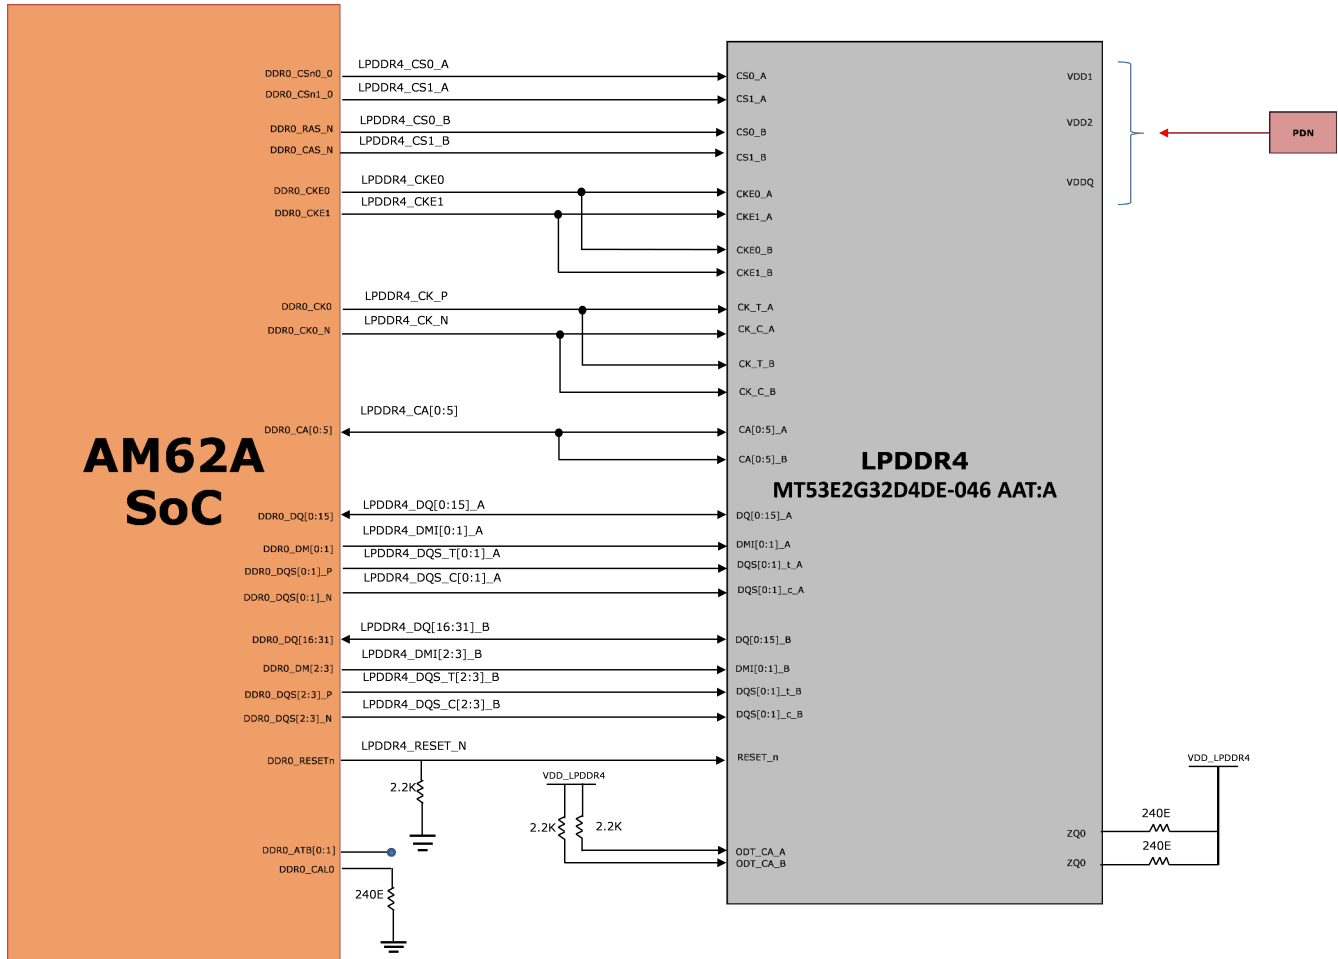 DDR0_CSn0_0
DDR0_CSn1_0
DDR0_RAS_N
DDR0_CAS_N
DDR0_CKE0
DDR0_CKE1
DDR0_CK0
DDR0_CK0_N
DDR0_CA[0:5]
AM62A
SoC
DDR0_DQ[0:15]
DDR0_DM[0:1]
DDR0_DQS[0:1]_P
DDR0_DQS[0:1]_N
DDR0_DQ[16:31]
DDR0_DM[2:3]
DDR0_DQS[2:3]_P
DDR0_DQS[2:3]_N
DDR0_RESETn
DDR0_ATB[0:1]
DDR0_CAL0
LPDDR4_CS0_A
LPDDR4_CS1_A
LPDDR4_CS0_B
LPDDR4_CS1_B
LPDDR4_CKE0
LPDDR4_CKE1
LPDDR4_CK_P
LPDDR4_CK_N
LPDDR4_CA[0:5]
LPDDR4_DQ[0:15]_A
LPDDR4_DMI[0:1]_A
LPDDR4_DQS_T[0:1]_A
LPDDR4_DQS_C[0:1]_A
LPDDR4_DQ[16:31]_B
LPDDR4_DMI[2:3]_B
LPDDR4_DQS_T[2:3]_B
LPDDR4_DQS_C[2:3]_B
LPDDR4_RESET_N
2.2K
240E
VDD_LPDDR4
2.2K
2.2K
CS0_A
CS1_A
CS0_B
CS1_B
CKE0_A
CKE1_A
CKE0_B
CKE1_B
CK_T_A
CK_C_A
CK_T_B
CK_C_B
CA[0:5]_A
CA[0:5]_B
LPDDR4
MT53E2G32D4DE-046 AAT:A
DQ[0:15]_A
DMI[0:1]_A
DQS[0:1]_t_A
DQS[0:1]_c_A
DQ[0:15]_B
DMI[0:1]_B
DQS[0:1]_t_B
DQS[0:1]_c_B
RESET_n
ODT_CA_A
ODT_CA_B
VDD1
VDD2
VDDQ
ZQ0
ZQ0
PDN
VDD_LPDDR4
240E
240E